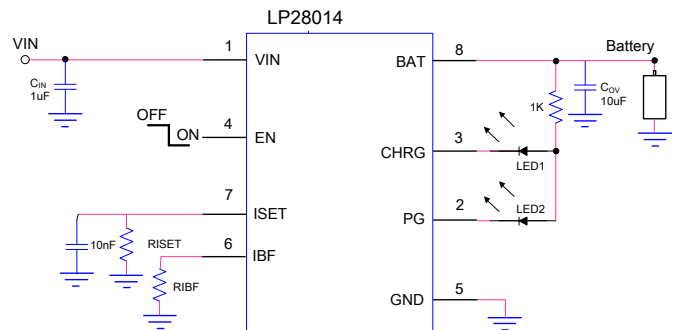 LP28014
VIN
1
VIN
BAT
8
Battery
CIN
1uF
1K
COV
10uF
OFF
ON
4
EN
CHRG
3
LED1
7
ISET
PG
2
LED2
10nF
RISET
6
IBF
RIBF
GND
5